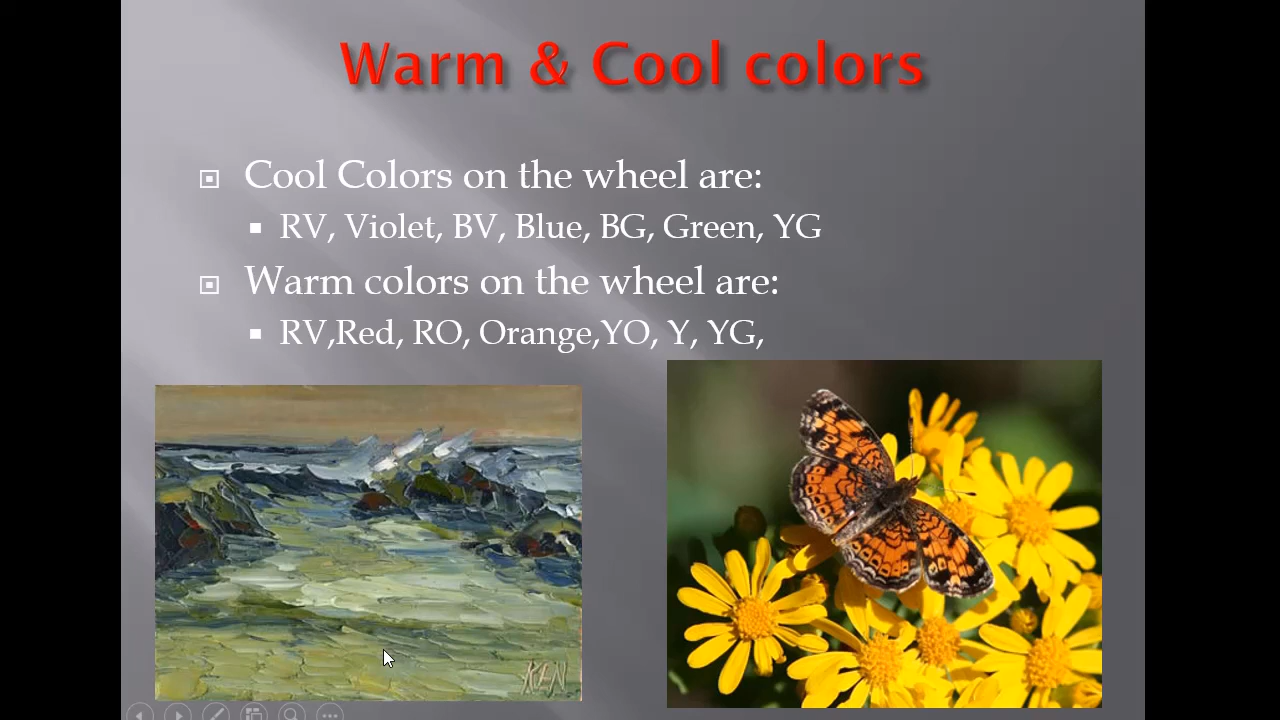 Warm & Cool colors
Cool Colors on the wheel are:
RV, Violet, BV, Blue, BG, Green, YG
Warm colors on the wheel are:
RV,Red, RO, Orange,YO, Y, YG,
KEN